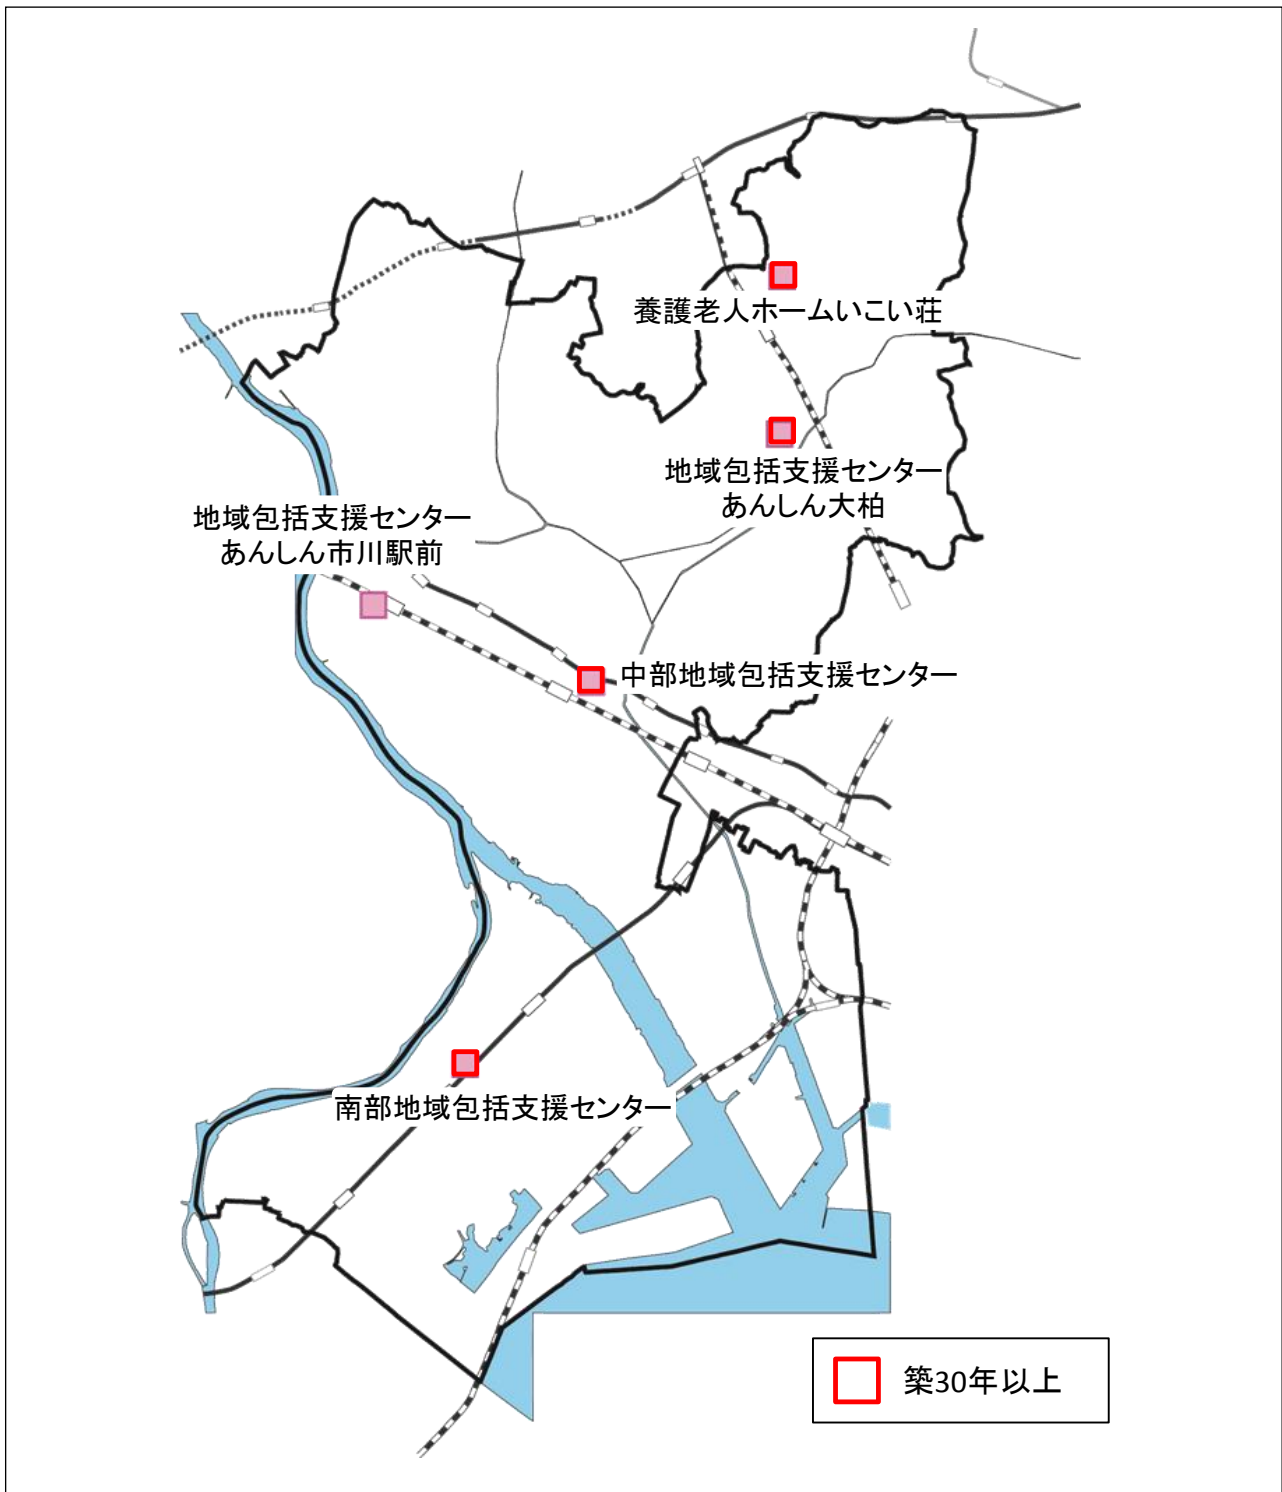 養護老人ホームいこい荘
地域包括支援センター
あんしん大柏
地域包括支援センター
あんしん市川駅前
中部地域包括支援センター
南部地域包括支援センター
築30年以上